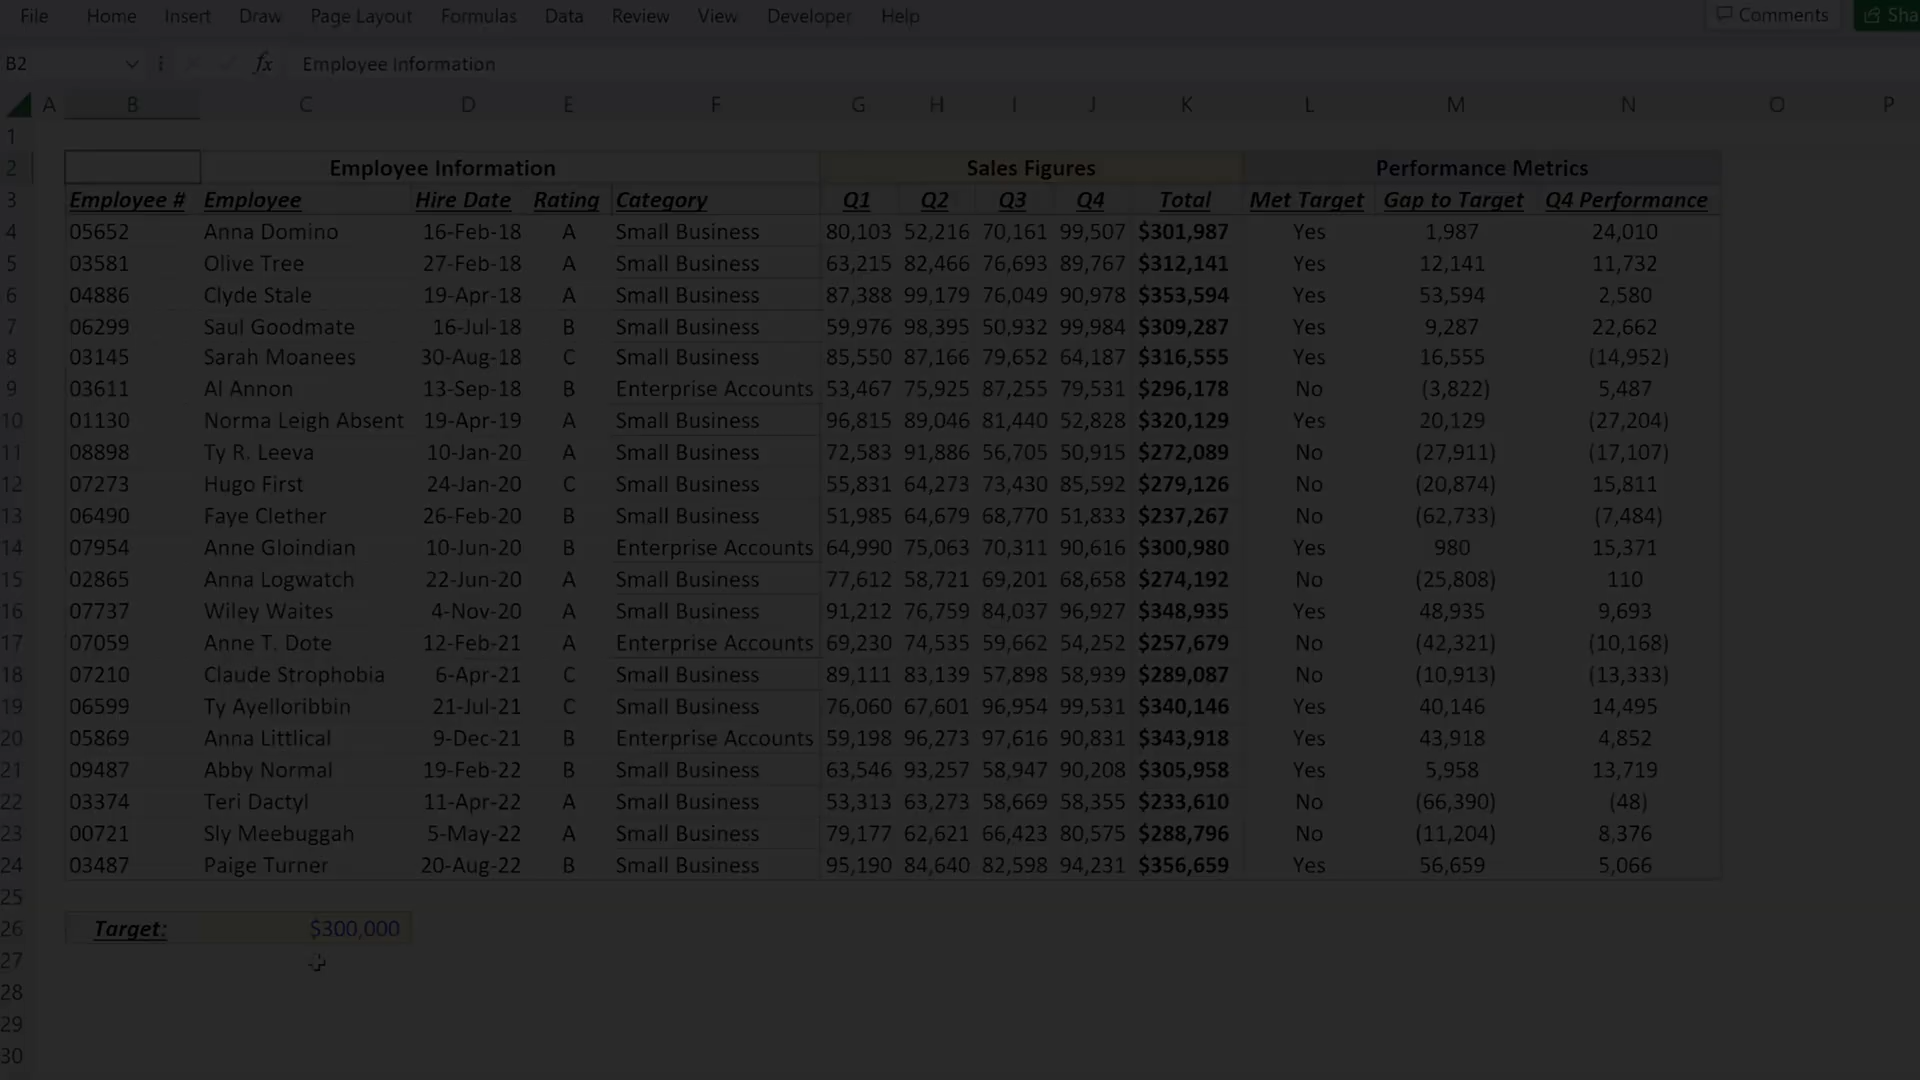 File Home Insert Draw Page Layout Formulas Data Review View Developer Help Comments Sha
B2 fx Employee Information
A B C D E F G H I J K L M N O P
1
2 Employee Information Sales Figures Performance Metrics
3 Employee # Employee Hire Date Rating Category Q1 Q2 Q3 Q4 Total Met Target Gap to Target Q4 Performance
4 05652 Anna Domino 16-Feb-18 A Small Business 80,103 52,216 70,161 99,507 $301,987 Yes 1,987 24,010
5 03581 Olive Tree 27-Feb-18 A Small Business 63,215 82,466 76,693 89,767 $312,141 Yes 12,141 11,732
6 04886 Clyde Stale 19-Apr-18 A Small Business 87,388 99,179 76,049 90,978 $353,594 Yes 53,594 2,580
7 06299 Saul Goodmate 16-Jul-18 B Small Business 59,976 98,395 50,932 99,984 $309,287 Yes 9,287 22,662
8 03145 Sarah Moanees 30-Aug-18 C Small Business 85,550 87,166 79,652 64,187 $316,555 Yes 16,555 (14,952)
9 03611 Al Annon 13-Sep-18 B Enterprise Accounts 53,467 75,925 87,255 79,531 $296,178 No (3,822) 5,487
10 01130 Norma Leigh Absent 19-Apr-19 A Small Business 96,815 89,046 81,440 52,828 $320,129 Yes 20,129 (27,204)
11 08898 Ty R. Leeva 10-Jan-20 A Small Business 72,583 91,886 56,705 50,915 $272,089 No (27,911) (17,107)
12 07273 Hugo First 24-Jan-20 C Small Business 55,831 64,273 73,430 85,592 $279,126 No (20,874) 15,811
13 06490 Faye Clether 26-Feb-20 B Small Business 51,985 64,679 68,770 51,833 $237,267 No (62,733) (7,484)
14 07954 Anne Gloindian 10-Jun-20 B Enterprise Accounts 64,990 75,063 70,311 90,616 $300,980 Yes 980 15,371
15 02865 Anna Logwatch 22-Jun-20 A Small Business 77,612 58,721 69,201 68,658 $274,192 No (25,808) 110
16 07737 Wiley Waites 4-Nov-20 A Small Business 91,212 76,759 84,037 96,927 $348,935 Yes 48,935 9,693
17 07059 Anne T. Dote 12-Feb-21 A Enterprise Accounts 69,230 74,535 59,662 54,252 $257,679 No (42,321) (10,168)
18 07210 Claude Strophobia 6-Apr-21 C Small Business 89,111 83,139 57,898 58,939 $289,087 No (10,913) (13,333)
19 06599 Ty Ayelloribbin 21-Jul-21 C Small Business 76,060 67,601 96,954 99,531 $340,146 Yes 40,146 14,495
20 05869 Anna Littlical 9-Dec-21 B Enterprise Accounts 59,198 96,273 97,616 90,831 $343,918 Yes 43,918 4,852
21 09487 Abby Normal 19-Feb-22 B Small Business 63,546 93,257 58,947 90,208 $305,958 Yes 5,958 13,719
22 03374 Teri Dactyl 11-Apr-22 A Small Business 53,313 63,273 58,669 58,355 $233,610 No (66,390) (48)
23 00721 Sly Meebuggah 5-May-22 A Small Business 79,177 62,621 66,423 80,575 $288,796 No (11,204) 8,376
24 03487 Paige Turner 20-Aug-22 B Small Business 95,190 84,640 82,598 94,231 $356,659 Yes 56,659 5,066
25
26 Target: $300,000
27
28
29
30